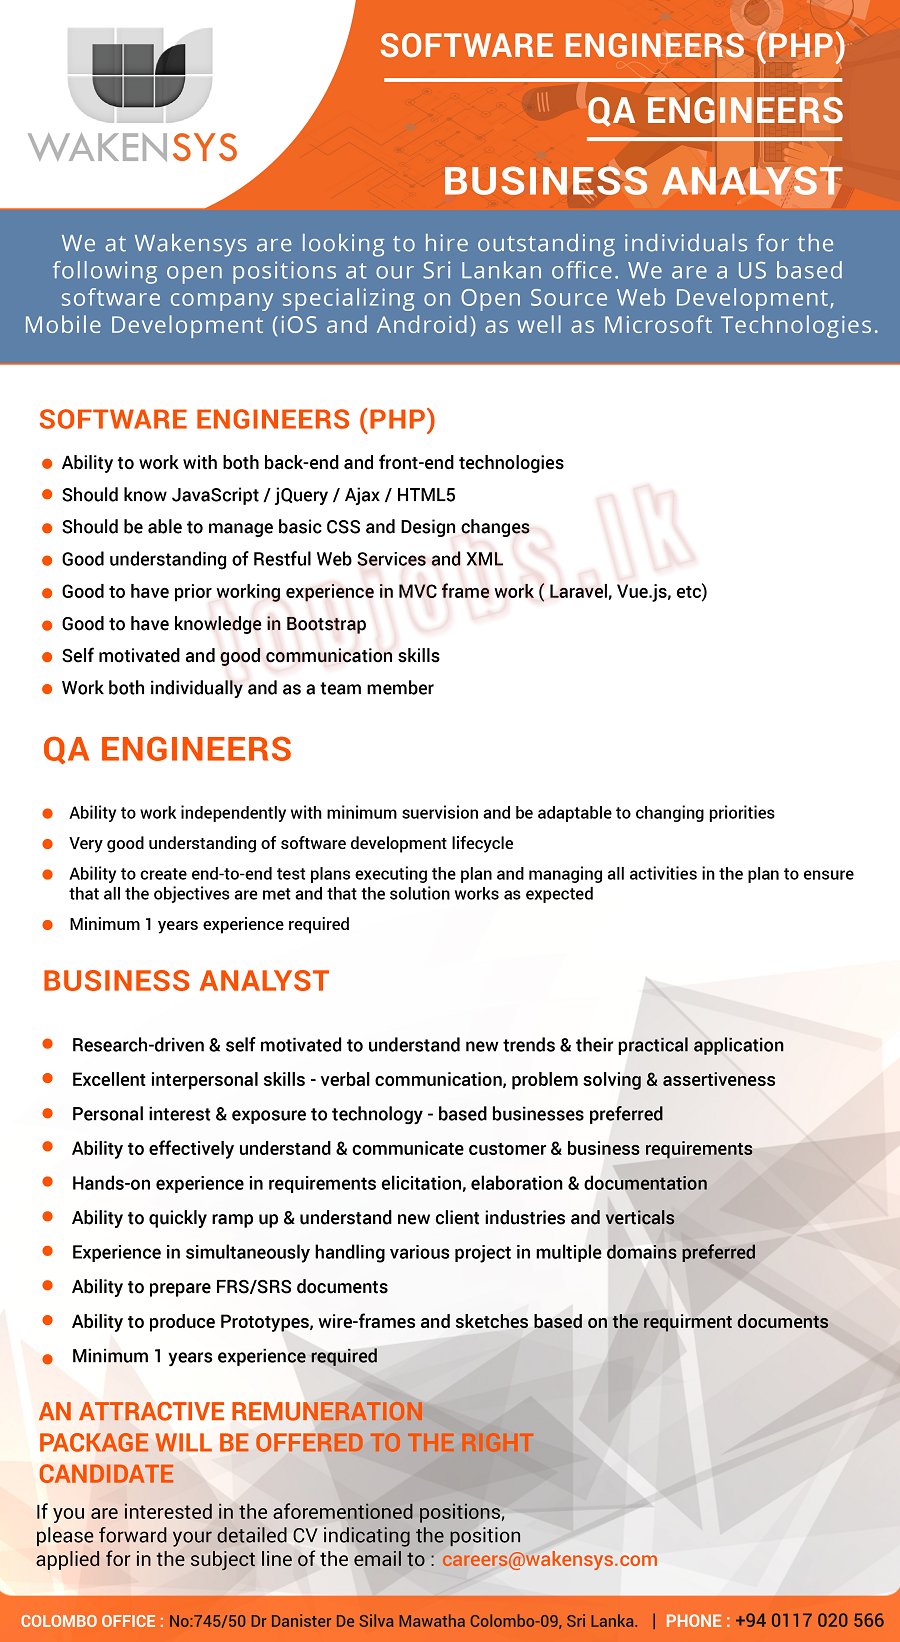 WAKENSYS
SOFTWARE ENGINEERS (PHP)
QA ENGINEERS
BUSINESS ANALYST
We at Wakensys are looking to hire outstanding individuals for the
following open positions at our Sri Lankan office. We are a US based
software company specializing on Open Source Web Development,
Mobile Development (iOS and Android) as well as Microsoft Technologies.
SOFTWARE ENGINEERS (PHP)
Ability to work with both back-end and front-end technologies
Should know JavaScript / jQuery / Ajax / HTML5
Should be able to manage basic CSS and Design changes
Good understanding of Restful Web Services and XML
Good to have prior working experience in MVC frame work ( Laravel, Vue.js, etc)
Good to have knowledge in Bootstrap
Self motivated and good communication skills
Work both individually and as a team member
topjobs.lk
QA ENGINEERS
Ability to work independently with minimum suervision and be adaptable to changing priorities
Very good understanding of software development lifecycle
Ability to create end-to-end test plans executing the plan and managing all activities in the plan to ensure
that all the objectives are met and that the solution works as expected
Minimum 1 years experience required
BUSINESS ANALYST
Research-driven & self motivated to understand new trends & their practical application
Excellent interpersonal skills - verbal communication, problem solving & assertiveness
Personal interest & exposure to technology - based businesses preferred
Ability to effectively understand & communicate customer & business requirements
Hands-on experience in requirements elicitation, elaboration & documentation
Ability to quickly ramp up & understand new client industries and verticals
Experience in simultaneously handling various project in multiple domains preferred
Ability to prepare FRS/SRS documents
Ability to produce Prototypes, wire-frames and sketches based on the requirment documents
Minimum 1 years experience required
AN ATTRACTIVE REMUNERATION
PACKAGE WILL BE OFFERED TO THE RIGHT
CANDIDATE
If you are interested in the aforementioned positions,
please forward your detailed CV indicating the position
applied for in the subject line of the email to : careers@wakensys.com
COLOMBO OFFICE : No:745/50 Dr Danister De Silva Mawatha Colombo-09, Sri Lanka. | PHONE : +94 0117 020 566